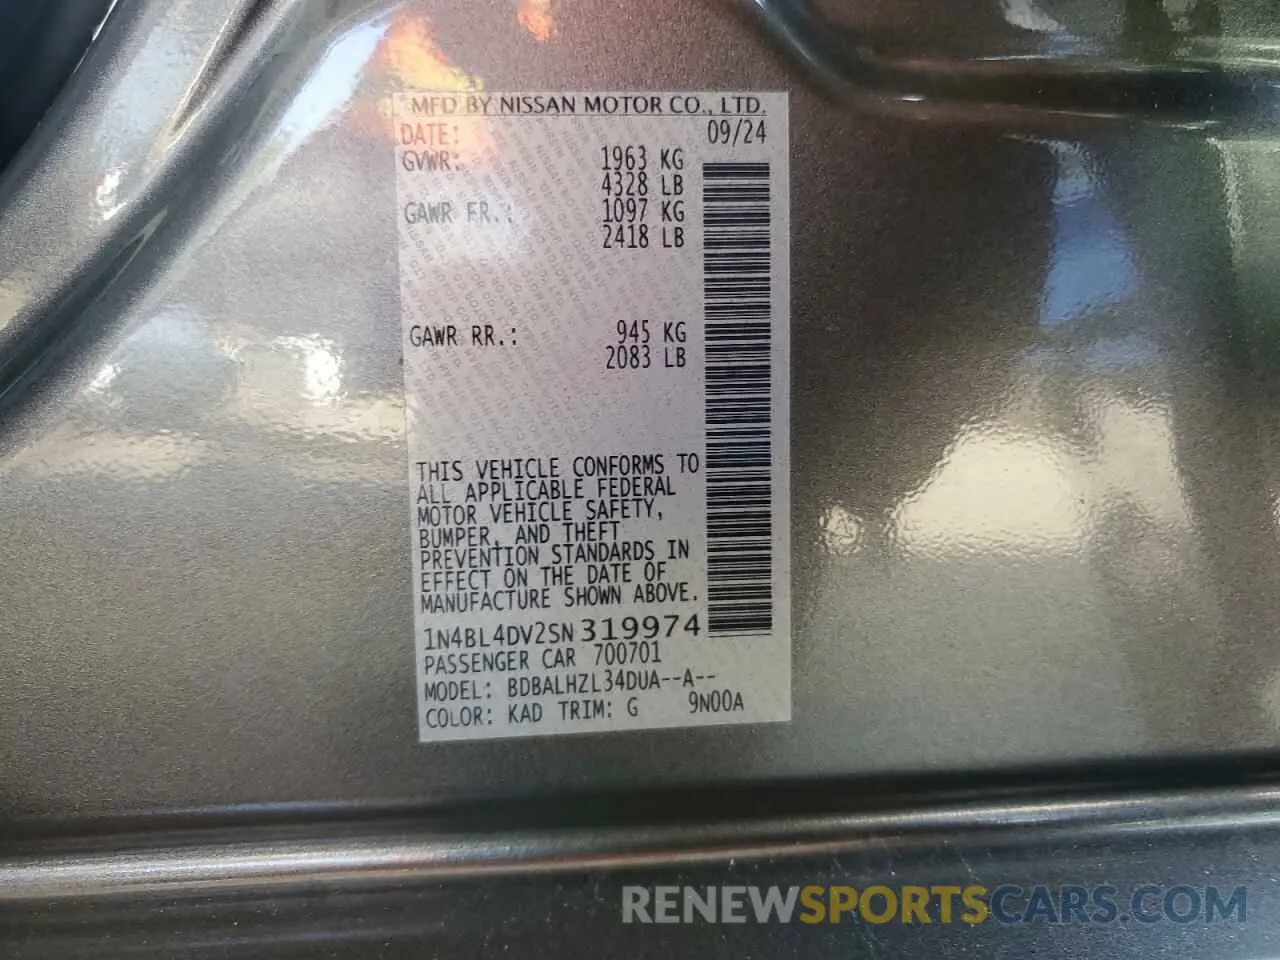 MFD BY NISSAN MOTOR CO., LTD.
DATE: 09/24
GVWR: 1963 KG
4328 LB
GAWR FR.: 1097 KG
2418 LB
GAWR RR.: 945 KG
2083 LB
THIS VEHICLE CONFORMS TO
ALL APPLICABLE FEDERAL
MOTOR VEHICLE SAFETY,
BUMPER, AND THEFT
PREVENTION STANDARDS IN
EFFECT ON THE DATE OF
MANUFACTURE SHOWN ABOVE.
1N4BL4DV2SN319974
PASSENGER CAR 700701
MODEL: BDBALHZL34DUA--A--
COLOR: KAD TRIM: G 9N00A
RENEWSPORTSCARS.COM